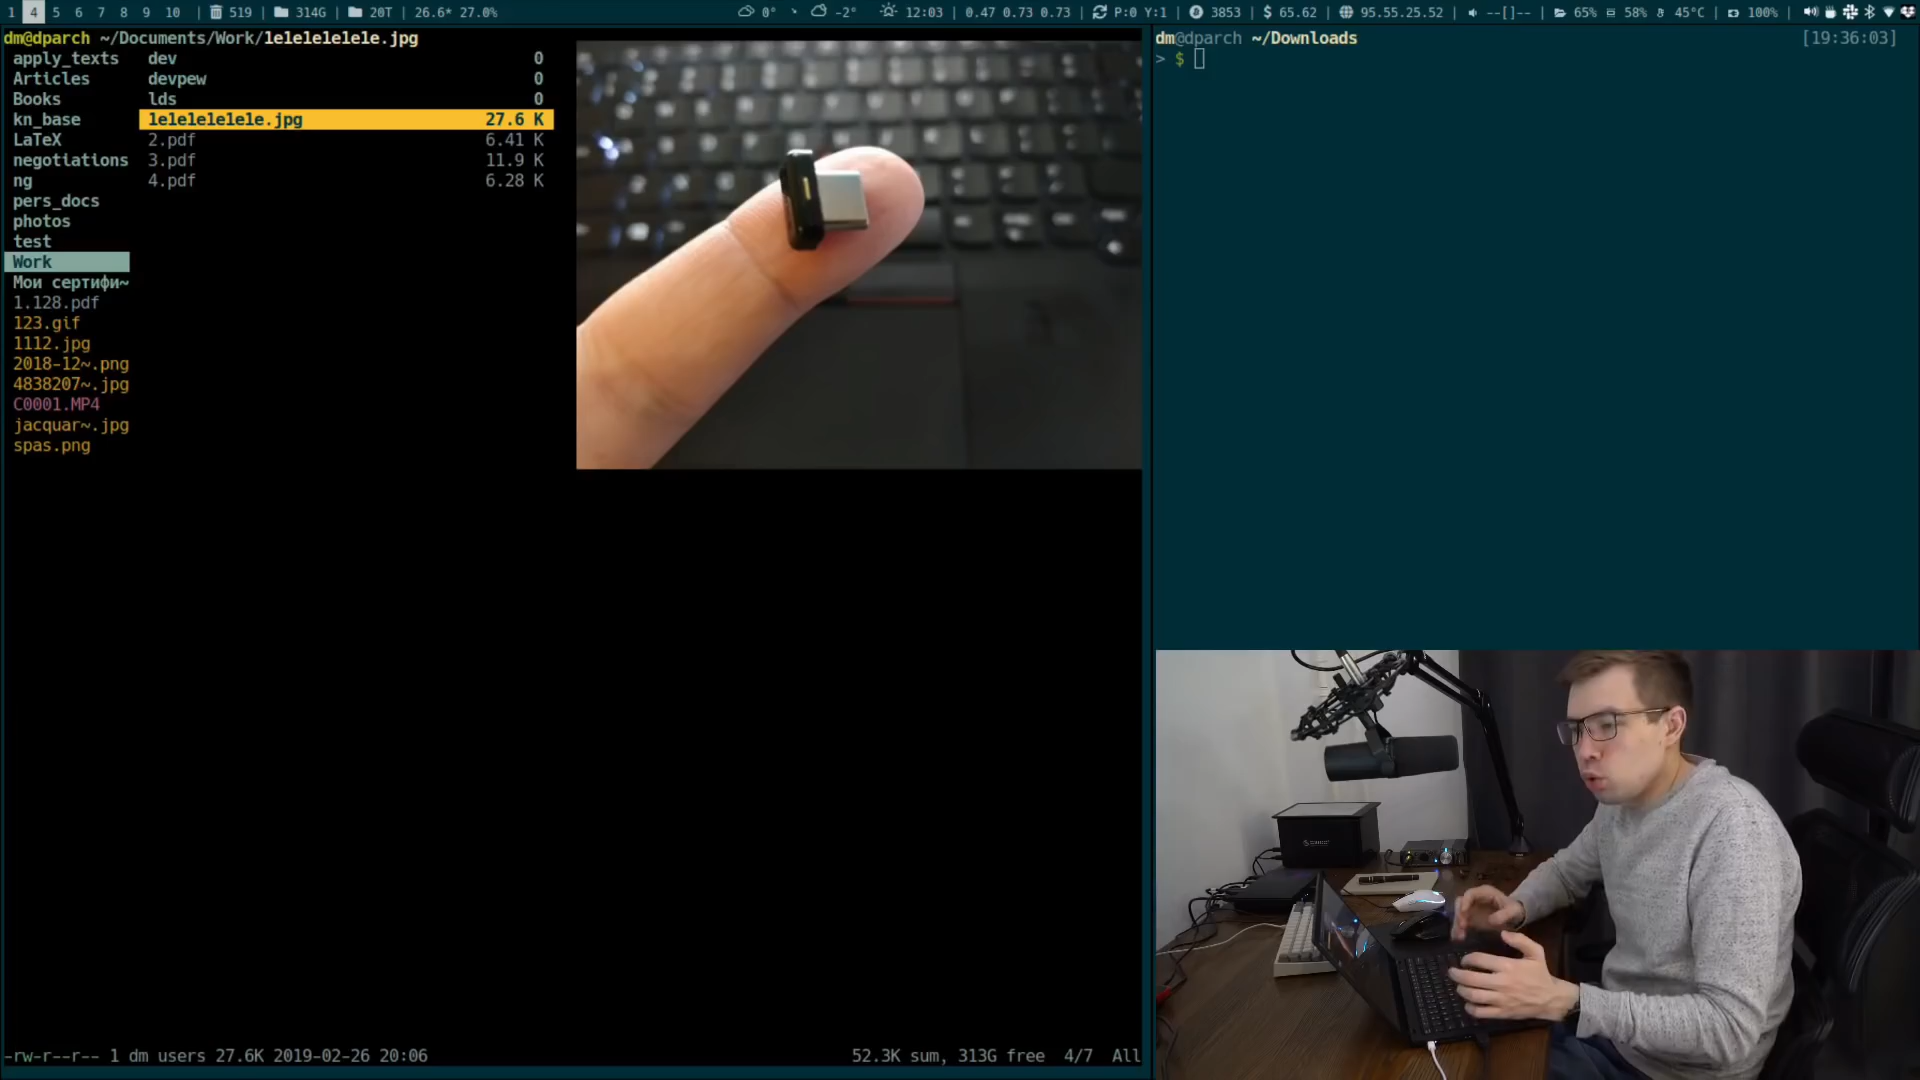 1 4 5 6 7 8 9 10 | 519 | 314G | 20T | 26.6* 27.0%
0° -2° 12:03 | 0.47 0.73 0.73 | P:0 Y:1 | 3853 | $ 65.62 | 95.55.25.52 | --[]-- | 65% 58% 45°C | 100% |
dm@dparch ~/Documents/Work/lelelelelele.jpg
apply_texts dev 0
Articles devpew 0
Books lds 0
kn_base lelelelelele.jpg 27.6 K
LaTeX 2.pdf 6.41 K
negotiations 3.pdf 11.9 K
ng 4.pdf 6.28 K
pers_docs
photos
test
Work
Мои сертифи~
1.128.pdf
123.gif
1112.jpg
2018-12~.png
4838207~.jpg
C0001.MP4
jacquar~.jpg
spas.png
-rw-r--r-- 1 dm users 27.6K 2019-02-26 20:06 52.3K sum, 313G free 4/7 All
dm@dparch ~/Downloads [19:36:03]
> $